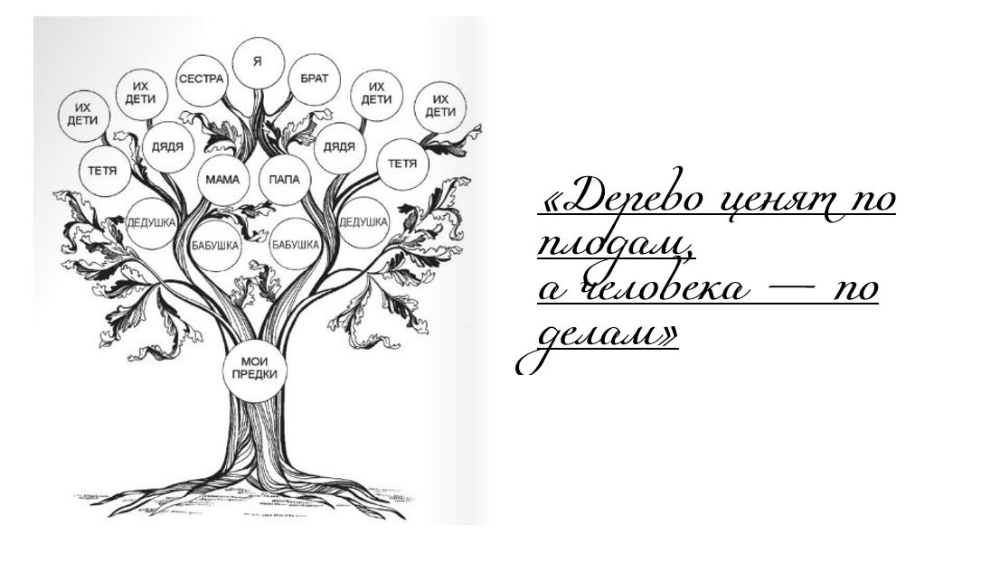 Я
СЕСТРА
БРАТ
ИХ
ДЕТИ
ИХ
ДЕТИ
ИХ
ДЕТИ
ИХ
ДЕТИ
ДЯДЯ
ДЯДЯ
ТЕТЯ
ТЕТЯ
МАМА
ПАПА
ДЕДУШКА
ДЕДУШКА
БАБУШКА
БАБУШКА
МОИ
ПРЕДКИ
«Дерево ценят по
плодам,
а человека — по
делам»